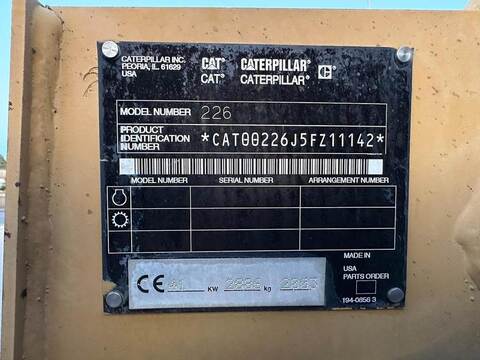 CATERPILLAR INC.
PEORIA, IL. 61629
USA
CAT CATERPILLAR C
CAT® CATERPILLAR®
MODEL NUMBER 226
PRODUCT
IDENTIFICATION
NUMBER *CAT00226J5FZ11142*
MODEL NUMBER SERIAL NUMBER ARRANGEMENT NUMBER
MADE IN
USA
PARTS ORDER
194-0856 3
CE KW kg